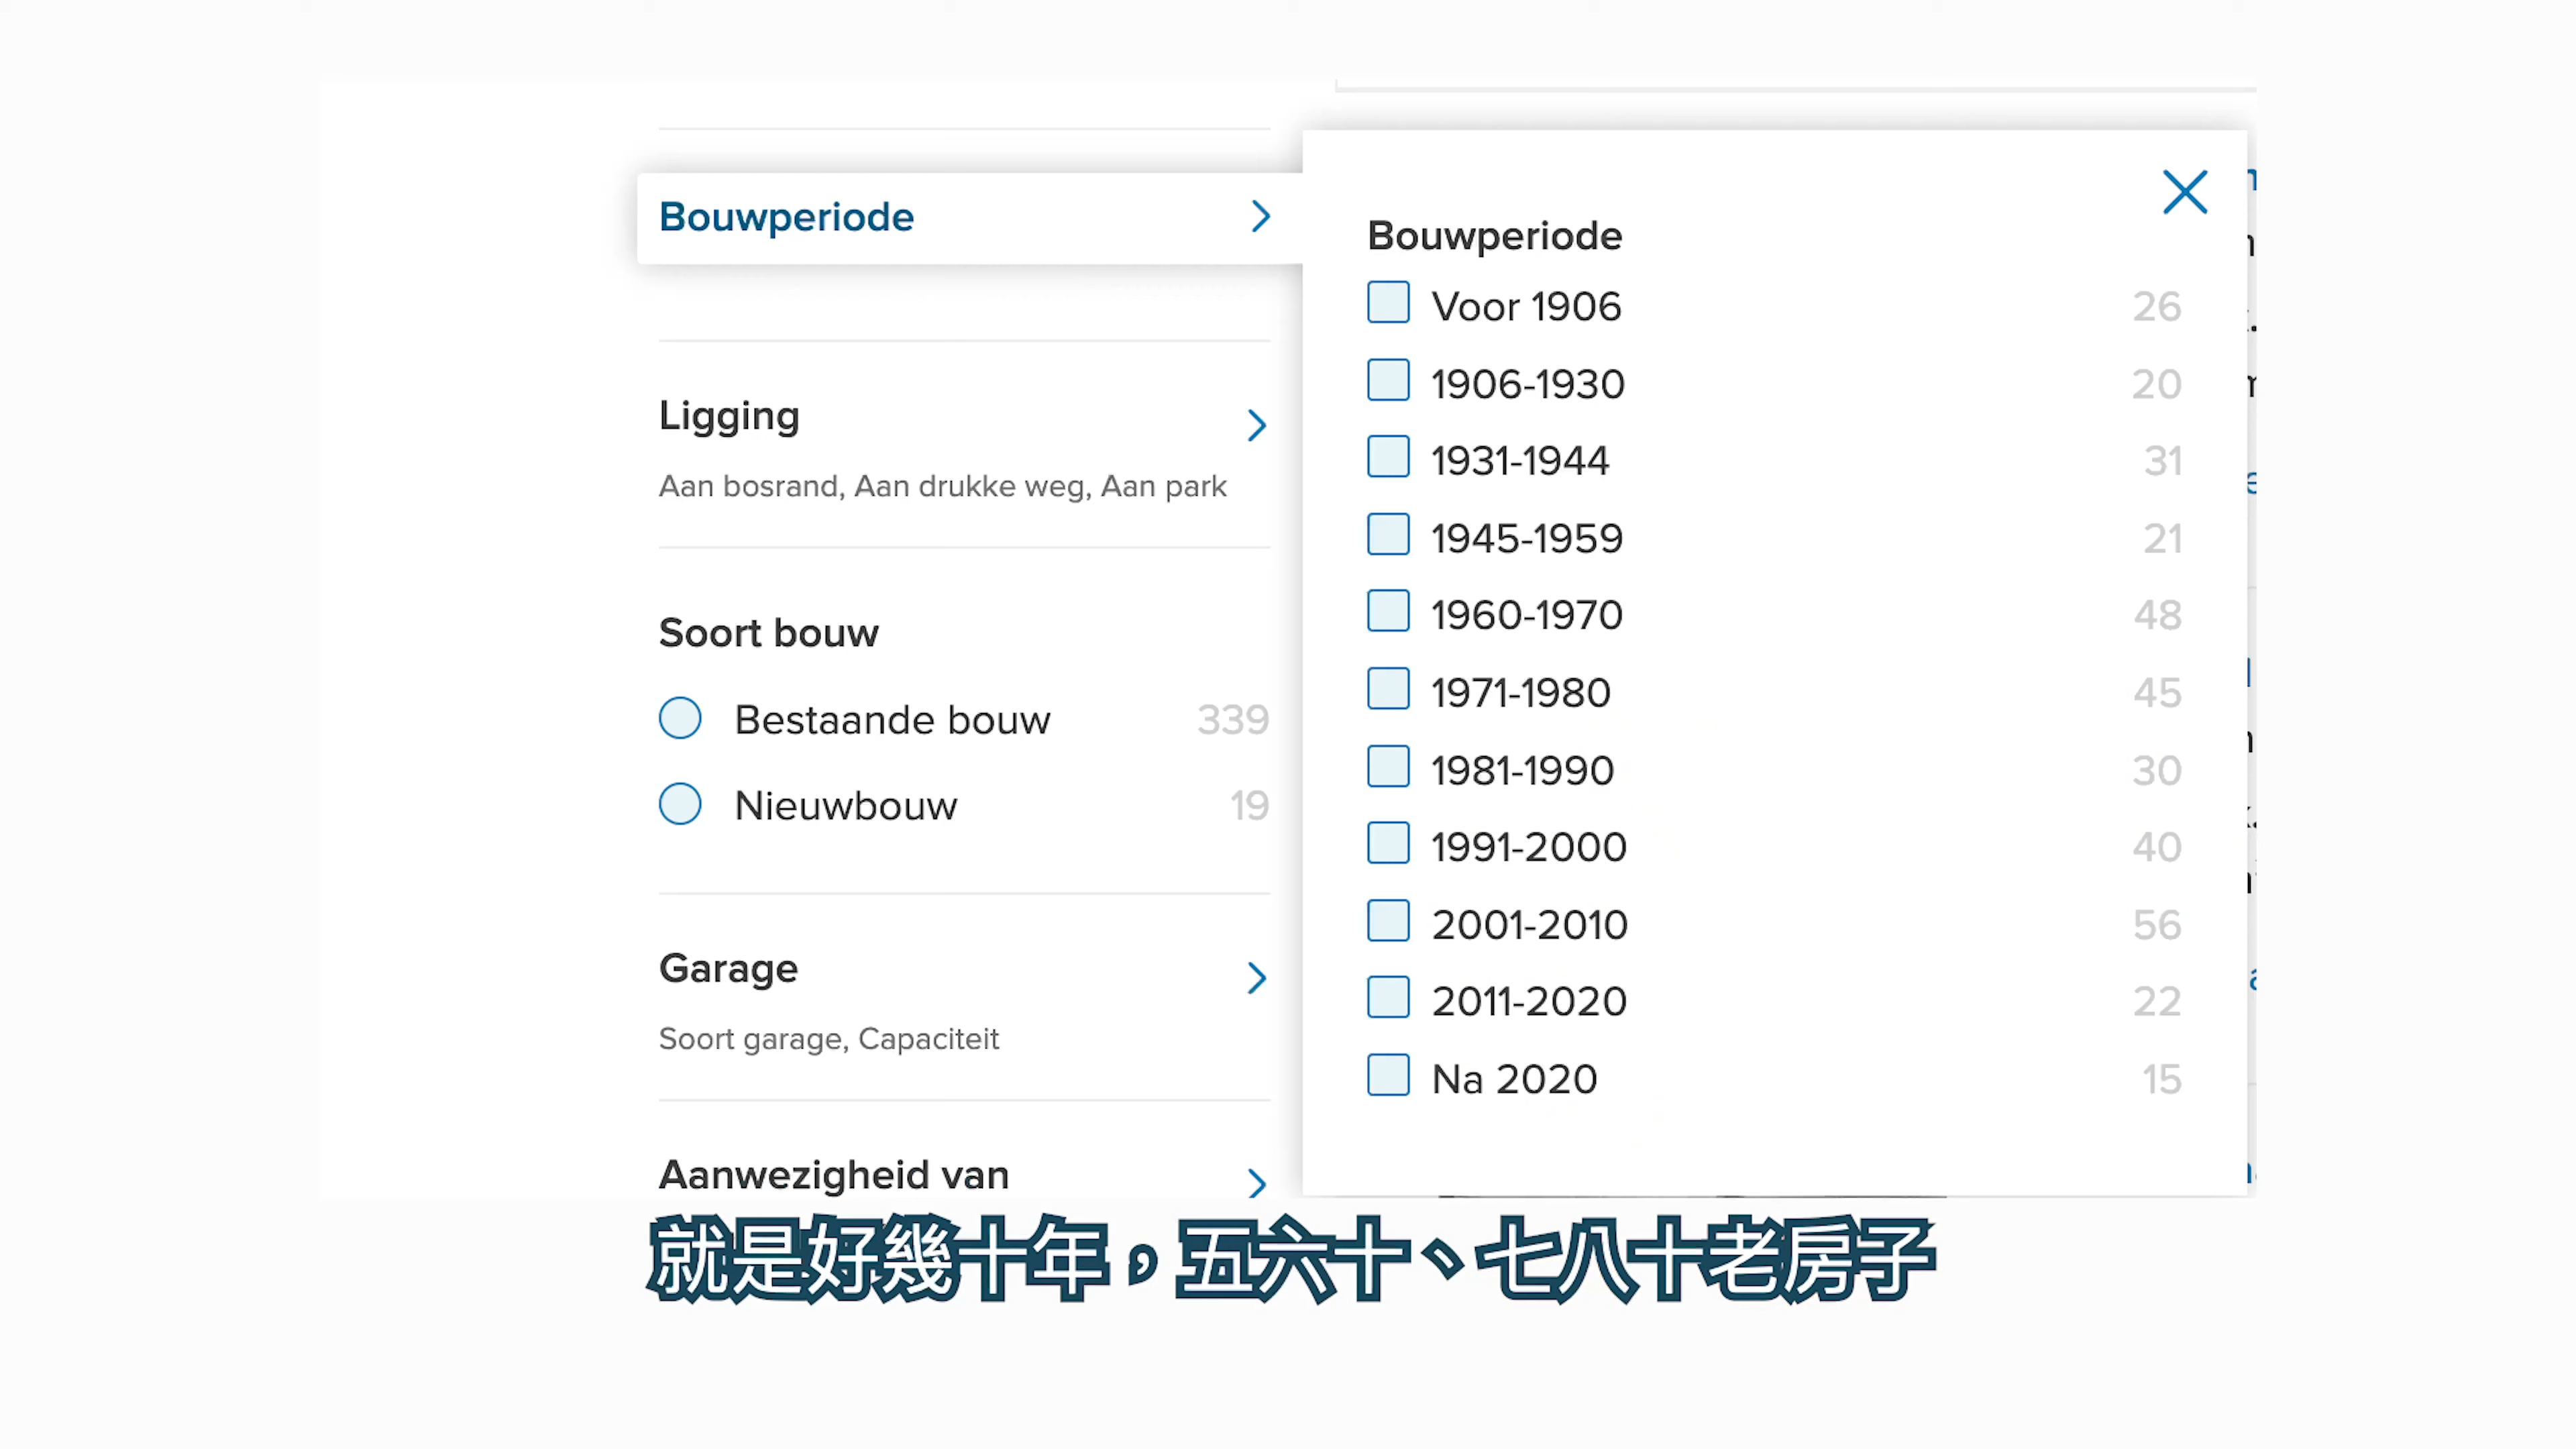 Bouwperiode
Ligging
Aan bosrand, Aan drukke weg, Aan park
Soort bouw
Bestaande bouw 339
Nieuwbouw 19
Garage
Soort garage, Capaciteit
Aanwezigheid van
Bouwperiode
Voor 1906 26
1906-1930 20
1931-1944 31
1945-1959 21
1960-1970 48
1971-1980 45
1981-1990 30
1991-2000 40
2001-2010 56
2011-2020 22
Na 2020 15
就是好幾十年，五六十、七八十老房子